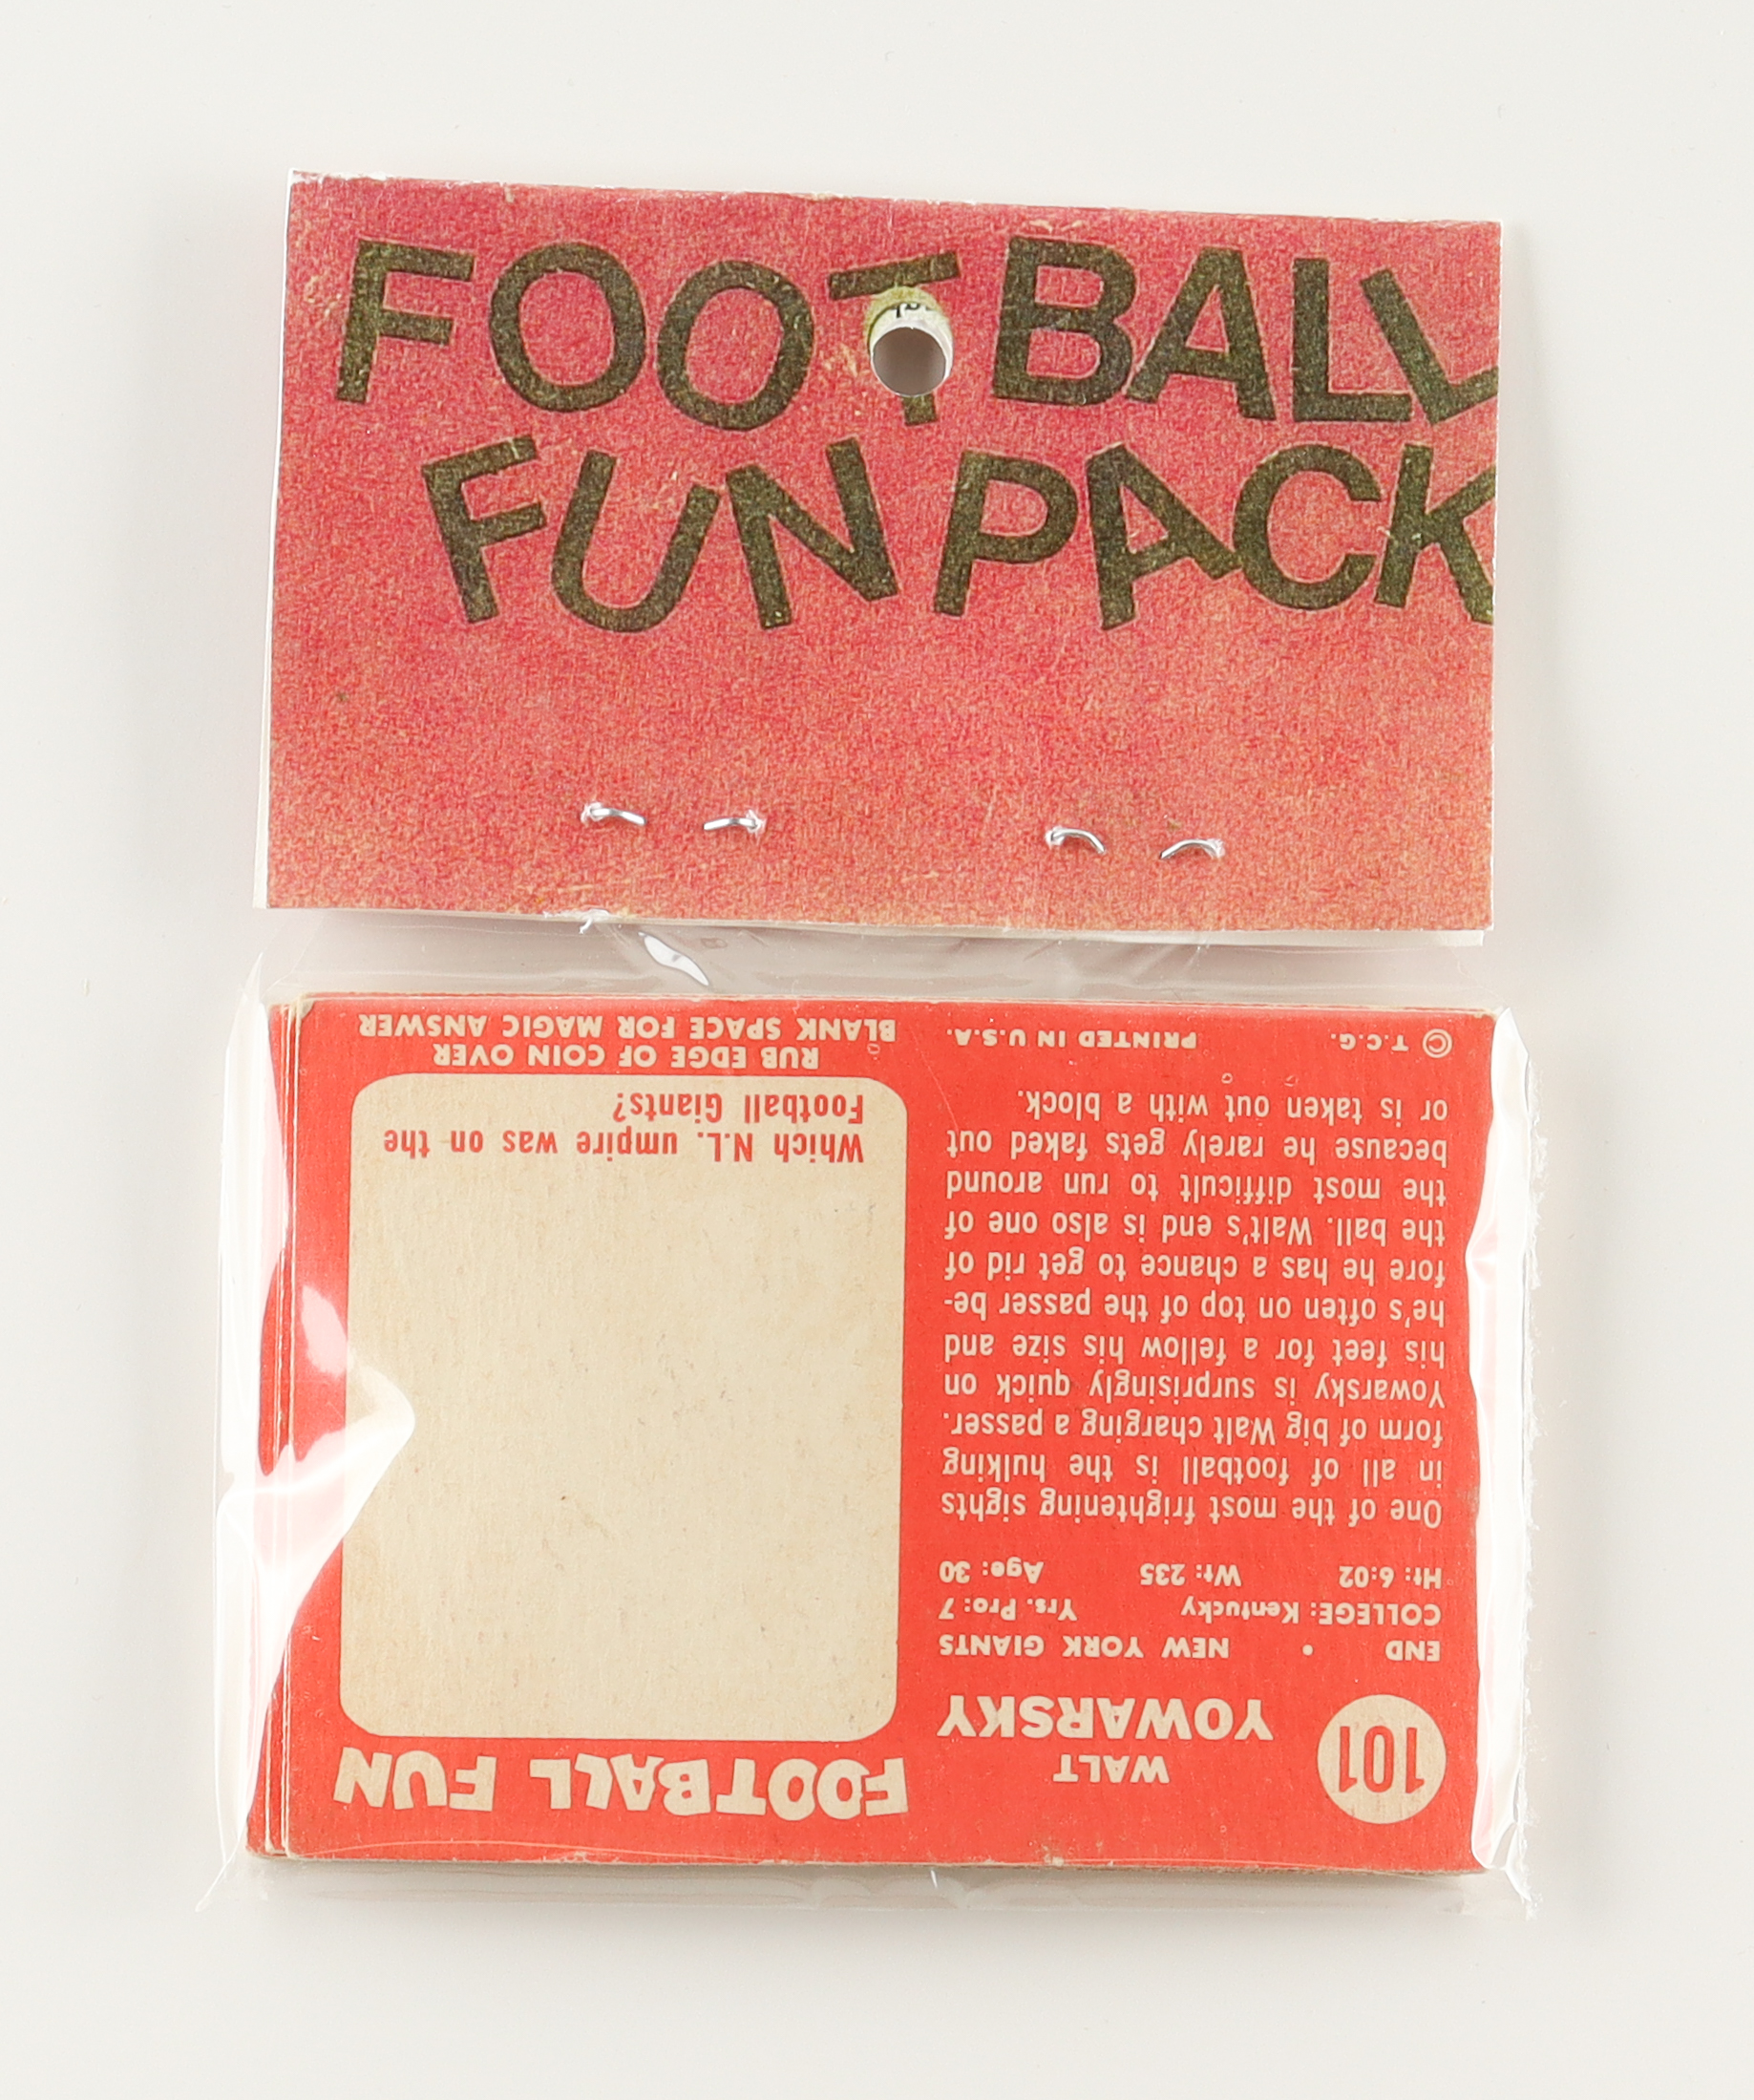 FOOTBALL
FUN PACK
101
WALT
YOWARSKY
END • NEW YORK GIANTS
COLLEGE: Kentucky Yrs. Pro: 7
Ht: 6:02 Wt: 235 Age: 30
One of the most frightening sights
in all of football is the hulking
form of big Walt charging a passer.
Yowarsky is surprisingly quick on
his feet for a fellow his size and
he's often on top of the passer be-
fore he has a chance to get rid of
the ball. Walt's end is also one of
the most difficult to run around
because he rarely gets faked out
or is taken out with a block.
© T.C.G. PRINTED IN U.S.A.
FOOTBALL FUN
Which N.L. umpire was on the
Football Giants?
RUB EDGE OF COIN OVER
BLANK SPACE FOR MAGIC ANSWER